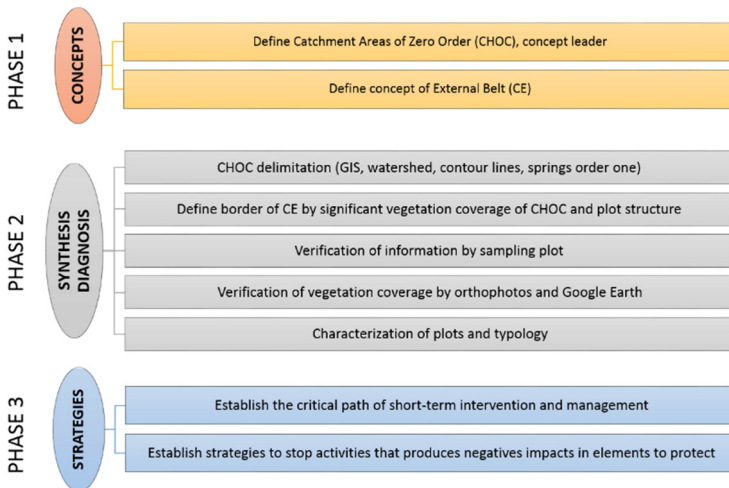 PHASE 1
CONCEPTS
Define Catchment Areas of Zero Order (CHOC), concept leader
Define concept of External Belt (CE)
PHASE 2
SYNTHESIS
DIAGNOSIS
CHOC delimitation (GIS, watershed, contour lines, springs order one)
Define border of CE by significant vegetation coverage of CHOC and plot structure
Verification of information by sampling plot
Verification of vegetation coverage by orthophotos and Google Earth
Characterization of plots and typology
PHASE 3
STRATEGIES
Establish the critical path of short-term intervention and management
Establish strategies to stop activities that produces negatives impacts in elements to protect